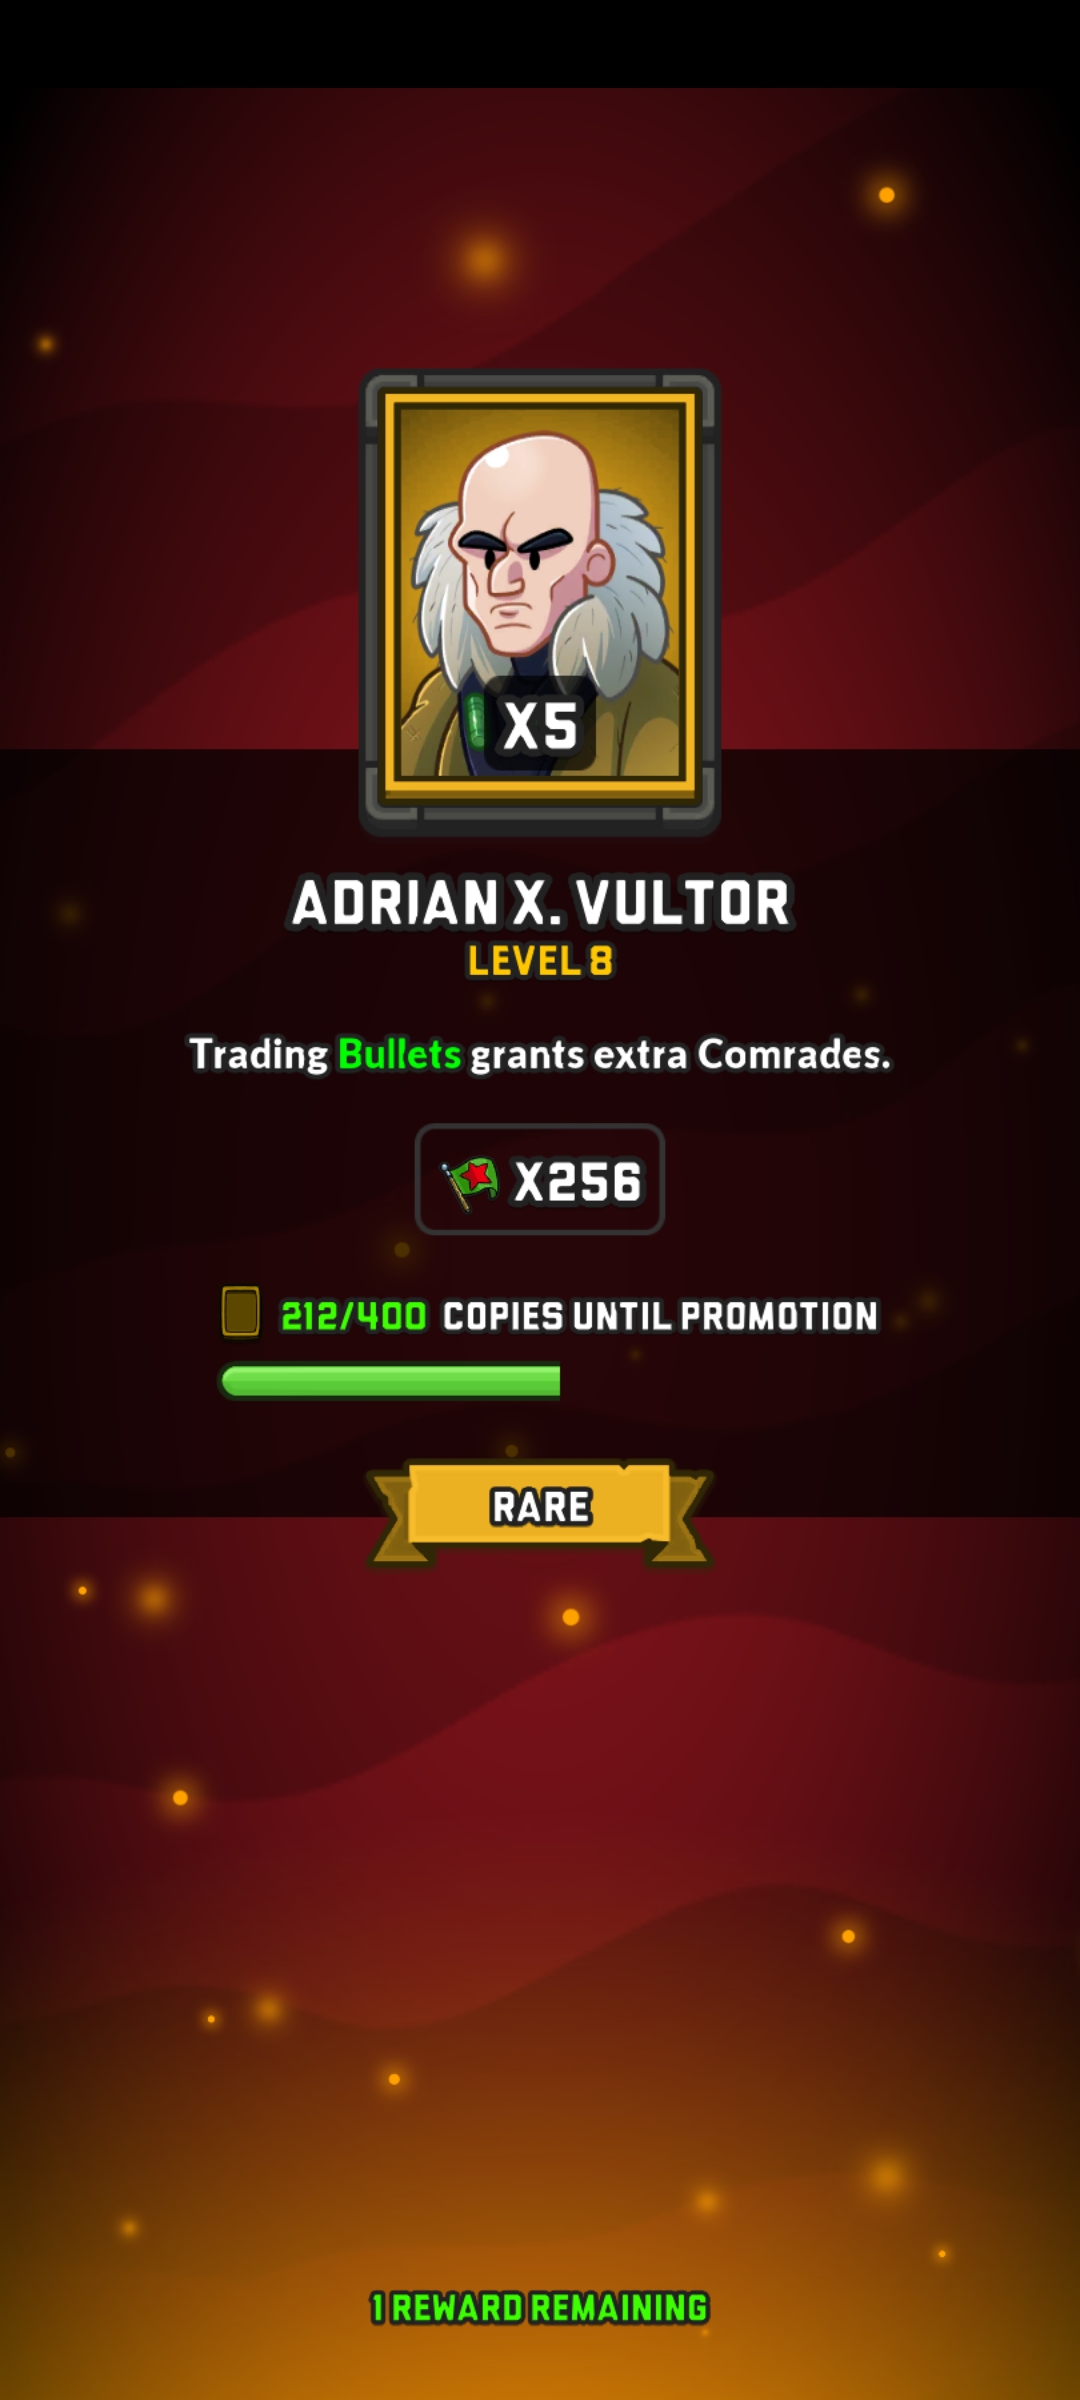 X5
ADRIAN X. VULTOR
LEVEL 8
Trading Bullets grants extra Comrades.
X256
212/400 COPIES UNTIL PROMOTION
RARE
1 REWARD REMAINING